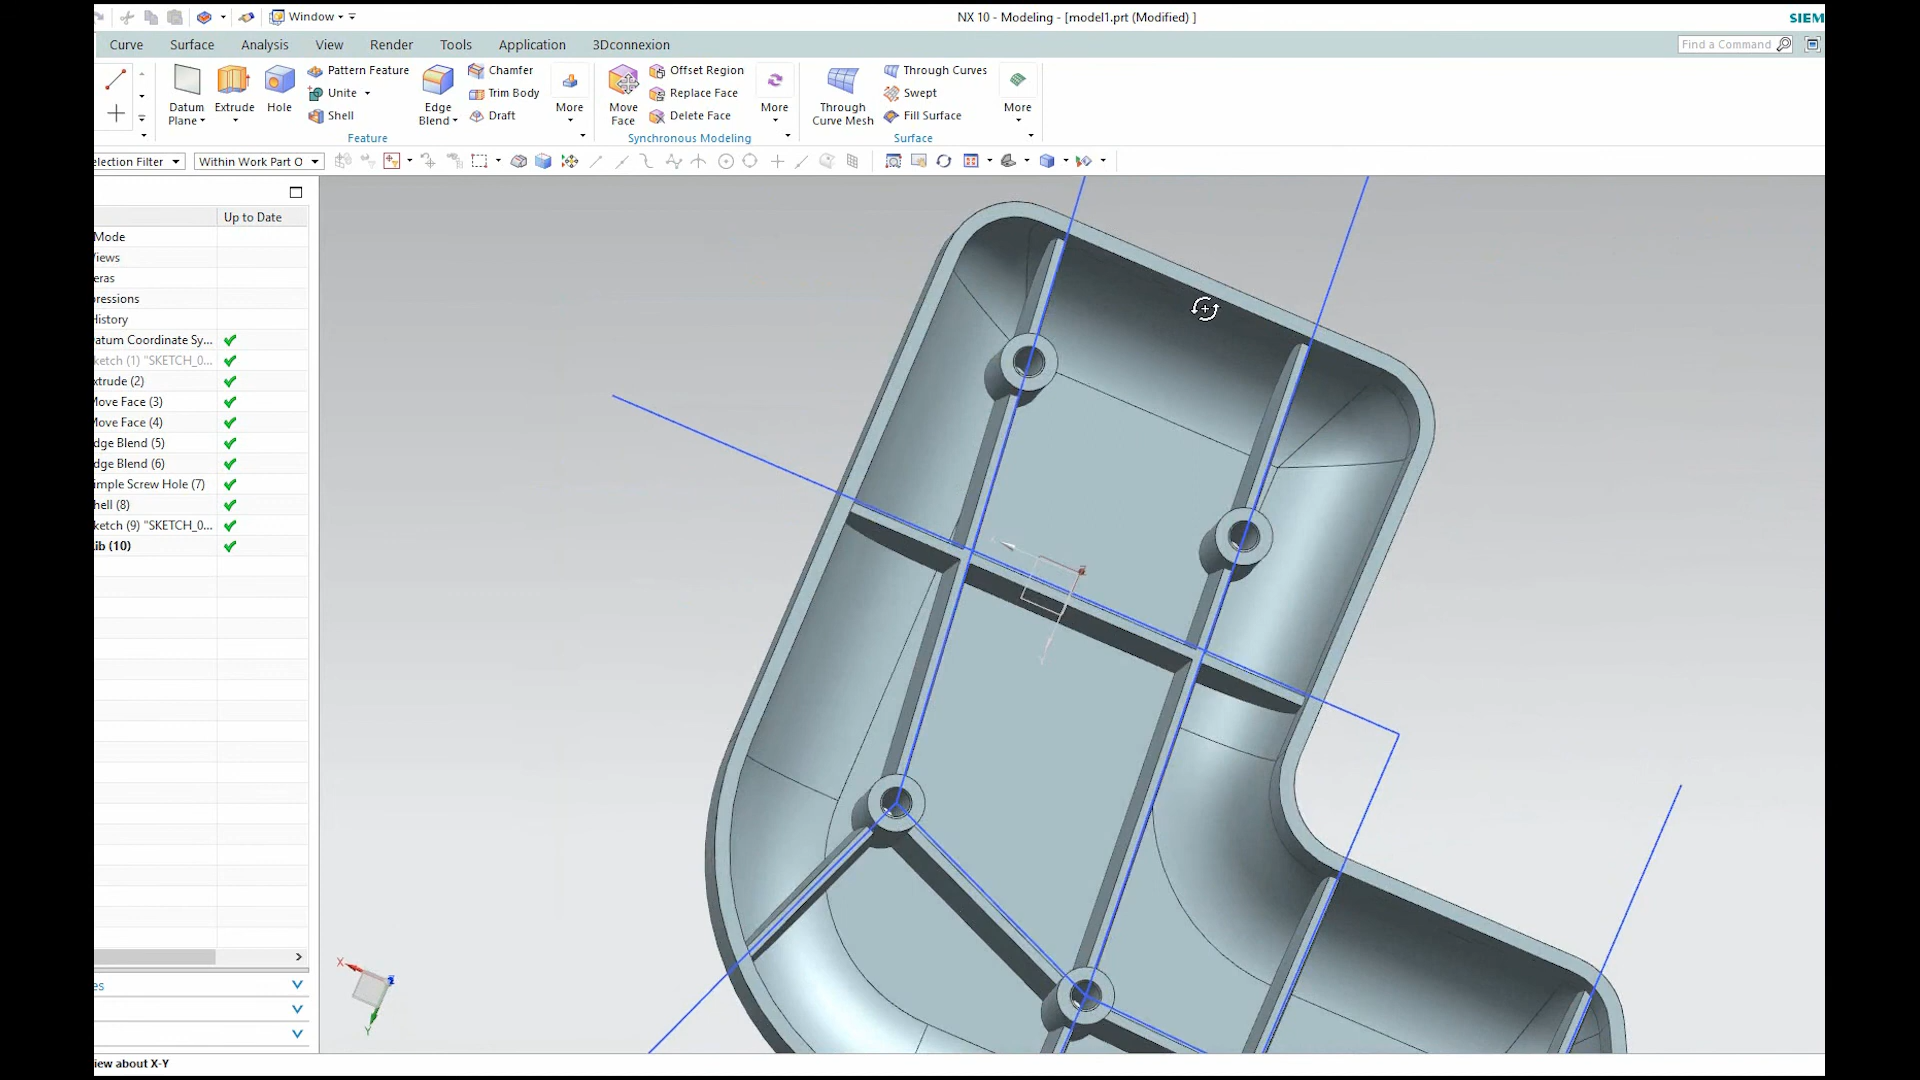 Window
NX 10 - Modeling - [model1.prt (Modified) ]
SIEM
Curve
Surface
Analysis
View
Render
Tools
Application
3Dconnexion
Find a Command
Datum Plane
Extrude
Hole
Pattern Feature
Unite
Shell
Edge Blend
Chamfer
Trim Body
Draft
More
Feature
Move Face
Offset Region
Replace Face
Delete Face
More
Synchronous Modeling
Through Curve Mesh
Through Curves
Swept
Fill Surface
More
Surface
election Filter
Within Work Part O
Up to Date
Mode
iews
eras
pressions
History
atum Coordinate Sy...
ketch (1) "SKETCH_0...
xtrude (2)
Move Face (3)
Move Face (4)
dge Blend (5)
dge Blend (6)
imple Screw Hole (7)
hell (8)
ketch (9) "SKETCH_0...
ib (10)
es
X
Z
Y
iew about X-Y